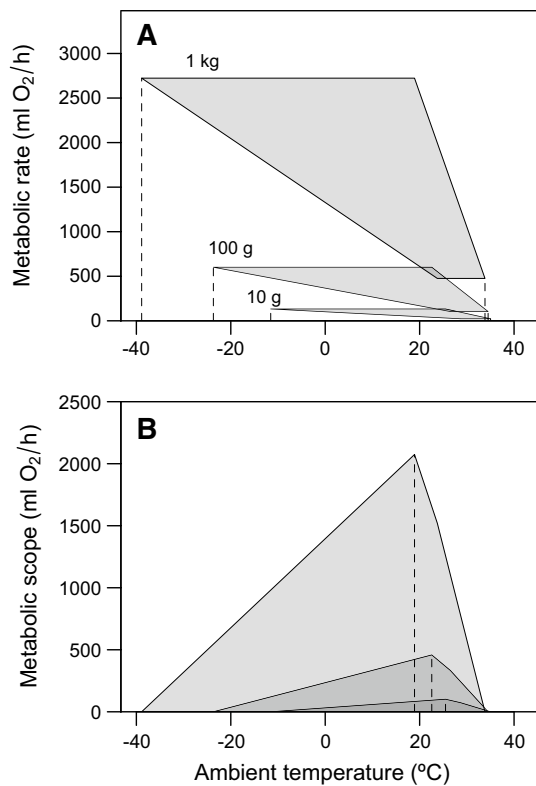 A
Metabolic rate (ml O₂/h)
3000
2500
2000
1500
1000
500
0
1 kg
100 g
10 g
-40 -20 0 20 40
B
Metabolic scope (ml O₂/h)
2500
2000
1500
1000
500
0
-40 -20 0 20 40
Ambient temperature (ºC)